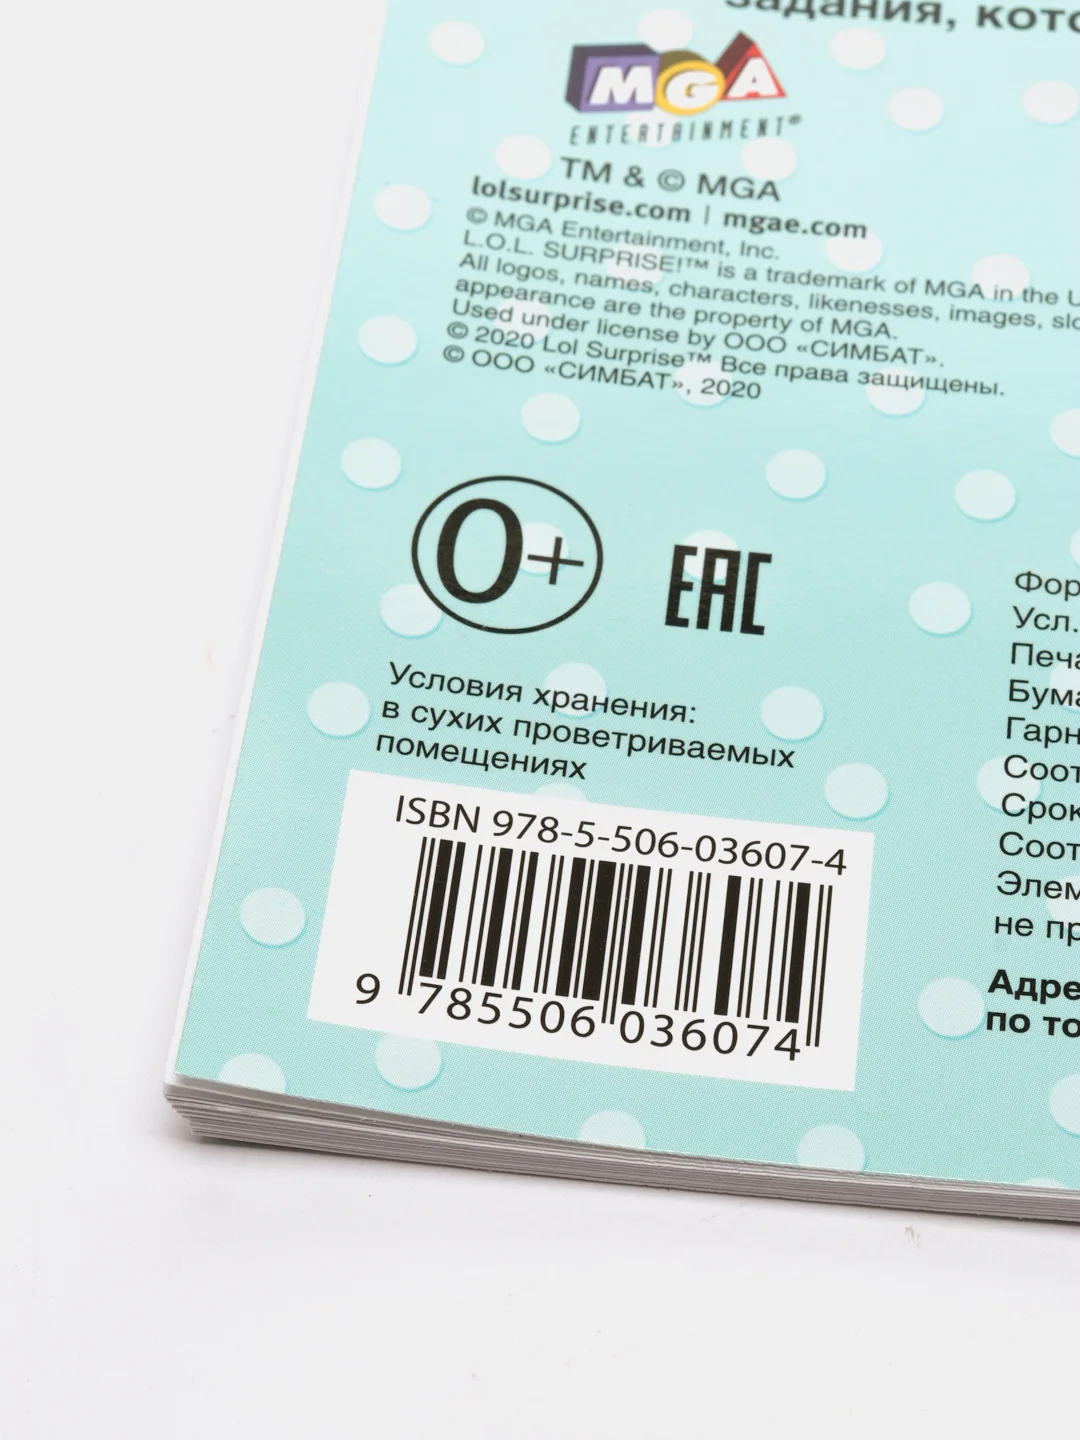 задания, кото
MGA
ENTERTAINMENT®
TM & © MGA
lolsurprise.com | mgae.com
© MGA Entertainment, Inc.
L.O.L. SURPRISE!™ is a trademark of MGA in the U
All logos, names, characters, likenesses, images, slo
appearance are the property of MGA.
Used under license by ООО «СИМБАТ».
© 2020 Lol Surprise™ Все права защищены.
© ООО «СИМБАТ», 2020
0+
EAC
Условия хранения:
в сухих проветриваемых
помещениях
ISBN 978-5-506-03607-4
9 785506 036074
Фор
Усл.
Печа
Бума
Гарн
Соот
Срок
Соот
Элем
не пр
Адре
по то